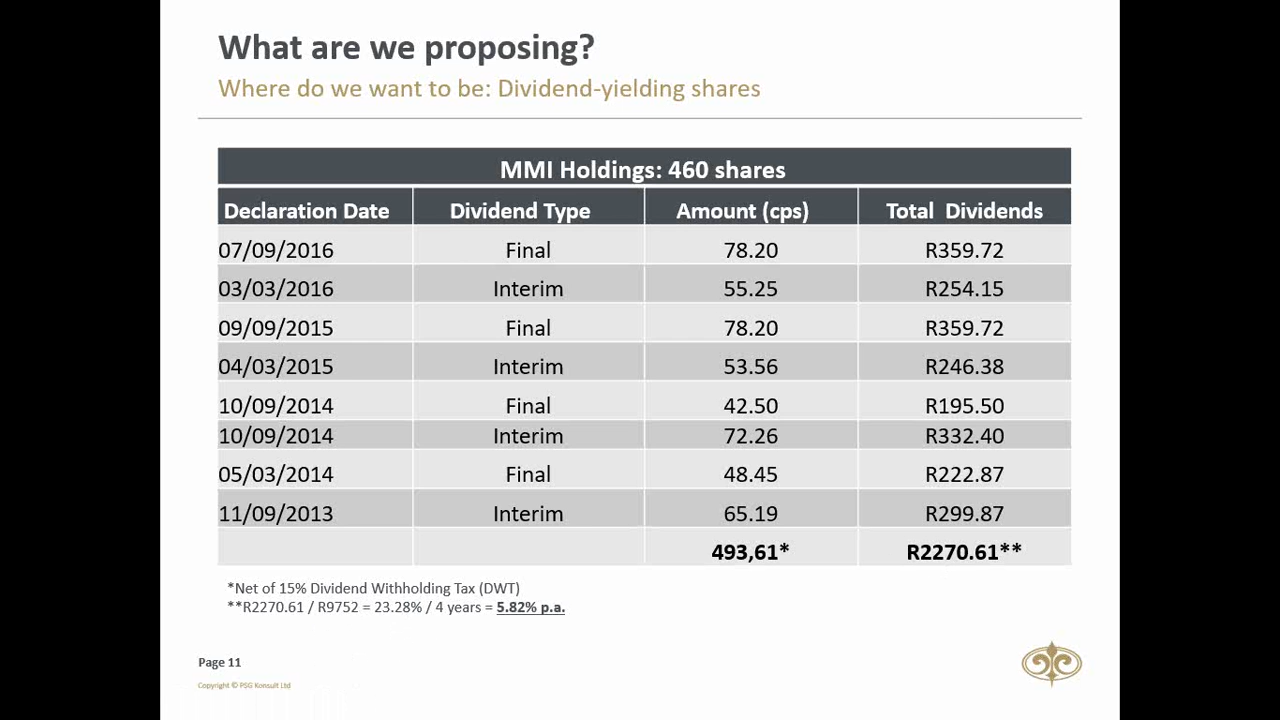 What are we proposing?
Where do we want to be: Dividend-yielding shares
MMI Holdings: 460 shares
Declaration Date Dividend Type Amount (cps) Total Dividends
07/09/2016 Final 78.20 R359.72
03/03/2016 Interim 55.25 R254.15
09/09/2015 Final 78.20 R359.72
04/03/2015 Interim 53.56 R246.38
10/09/2014 Final 42.50 R195.50
10/09/2014 Interim 72.26 R332.40
05/03/2014 Final 48.45 R222.87
11/09/2013 Interim 65.19 R299.87
493,61* R2270.61**
*Net of 15% Dividend Withholding Tax (DWT)
**R2270.61 / R9752 = 23.28% / 4 years = 5.82% p.a.
Page 11
Copyright © PSG Konsult Ltd